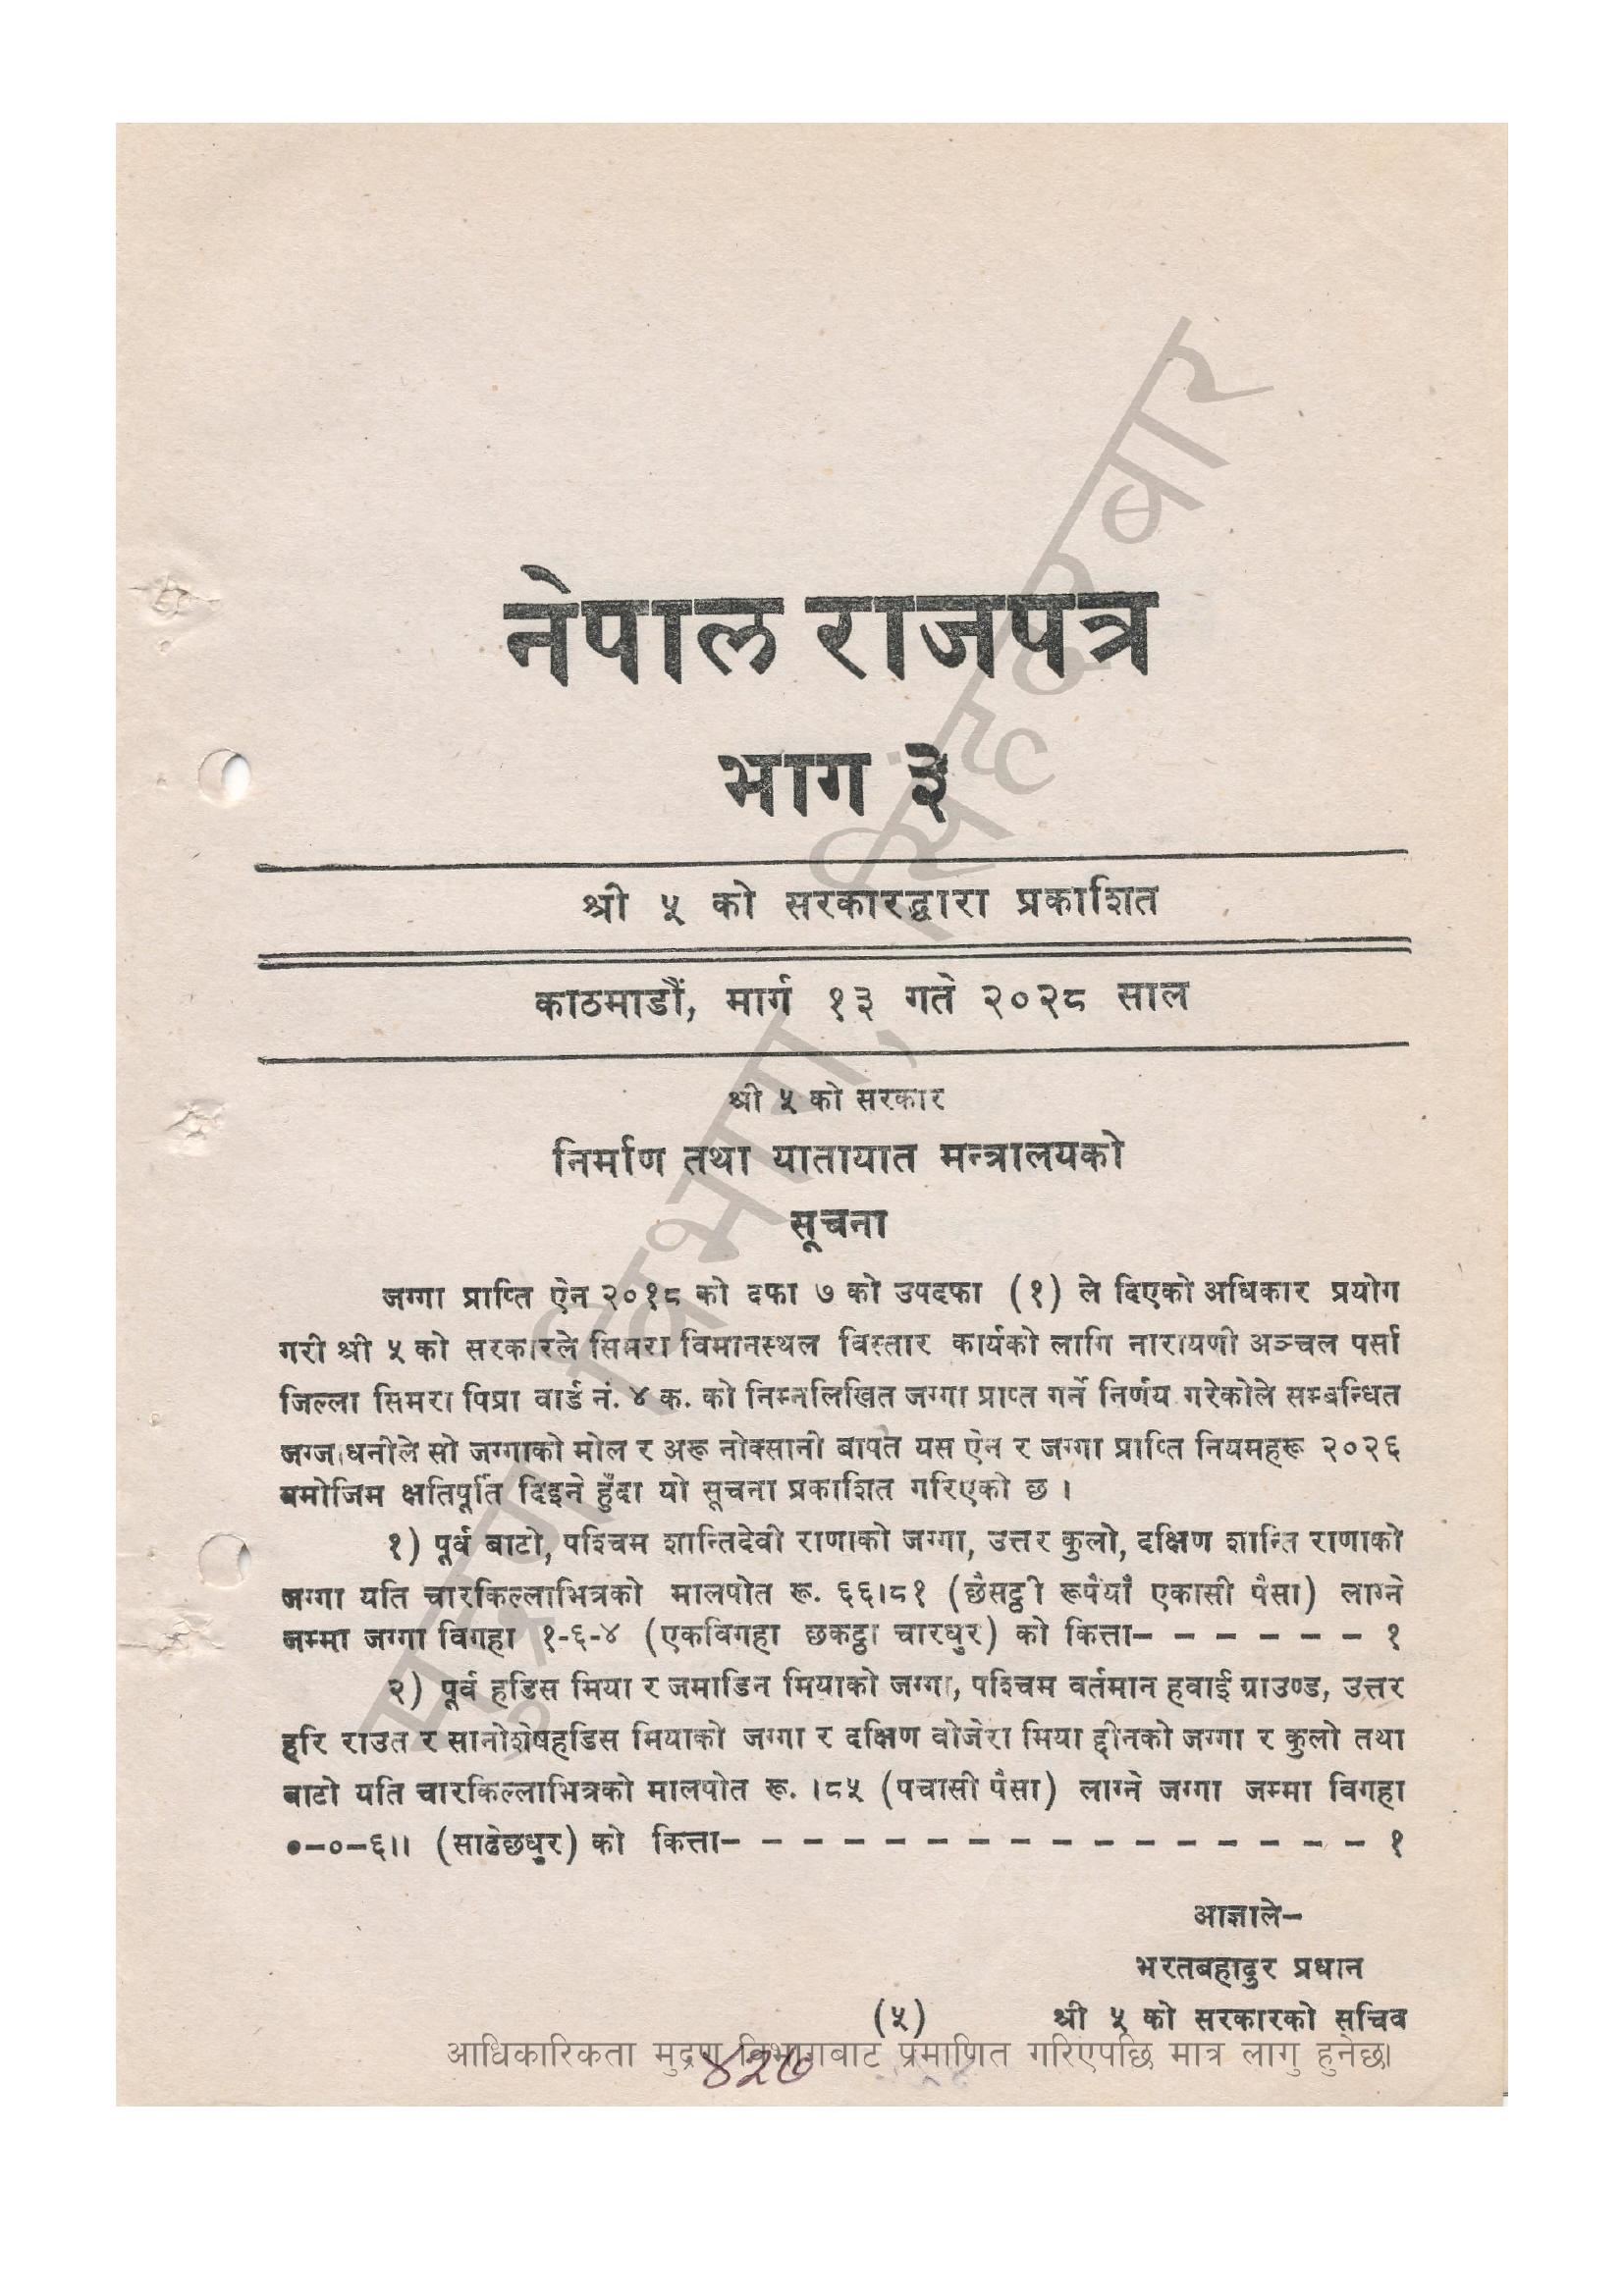 नेपाल राजपत्र
भाग ३
श्री ५ को सरकारद्वारा प्रकाशित
काठमाडौं, मार्ग १३ गते २०२८ साल
श्री ५ को सरकार
निर्माण तथा यातायात मन्त्रालयको
सूचना
जग्गा प्राप्ति ऐन २०१८ को दफा ७ को उपदफा (१) ले दिएको अधिकार प्रयोग
गरी श्री ५ को सरकारले सिमरा विमानस्थल विस्तार कार्यको लागि नारायणी अञ्चल पर्सा
जिल्ला सिमरा पिप्रा वार्ड नं. ४ क. को निम्नलिखित जग्गा प्राप्त गर्ने निर्णय गरेकोले सम्बन्धित
जग्जाधनीले सो जग्गाको मोल र अरू नोक्सानी बापत यस ऐन र जग्गा प्राप्ति नियमहरू २०२६
बमोजिम क्षतिपूर्ति दिइने हुँदा यो सूचना प्रकाशित गरिएको छ ।
१) पूर्व बाटो, पश्चिम शान्तिदेवी राणाको जग्गा, उत्तर कुलो, दक्षिण शान्ति राणाको
जग्गा यति चारकिल्लाभित्रको मालपोत रू. ६६।८१ (छैसट्ठी रूपैयाँ एकासी पैसा) लाग्ने
जम्मा जग्गा विगहा १-६-४ (एकविगहा छकट्ठा चारधुर) को कित्ता– – – – – – – १
२) पूर्व हडिस मिया र जमाडिन मियाको जग्गा, पश्चिम वर्तमान हवाई ग्राउण्ड, उत्तर
हरि राउत र सानोशेषहडिस मियाको जग्गा र दक्षिण वोजेरा मिया द्दीनको जग्गा र कुलो तथा
बाटो यति चारकिल्लाभित्रको मालपोत रू. ।८५ (पचासी पैसा) लाग्ने जग्गा जम्मा विगहा
०–०–६॥ (साढेछधुर) को कित्ता– – – – – – – – – – – – – – – – – १
आज्ञाले–
भरतबहादुर प्रधान
(५) श्री ५ को सरकारको सचिव
आधिकारिकता मुद्रण विभागबाट प्रमाणित गरिएपछि मात्र लागु हुनेछ।
४२७
मुद्रण विभाग, सिंहदरबार